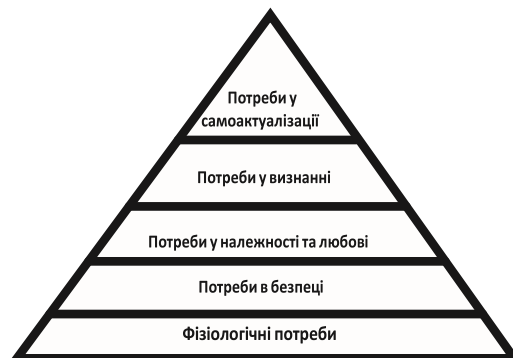 Потреби у
самоактуалізації
Потреби у визнанні
Потреби у належності та любові
Потреби в безпеці
Фізіологічні потреби